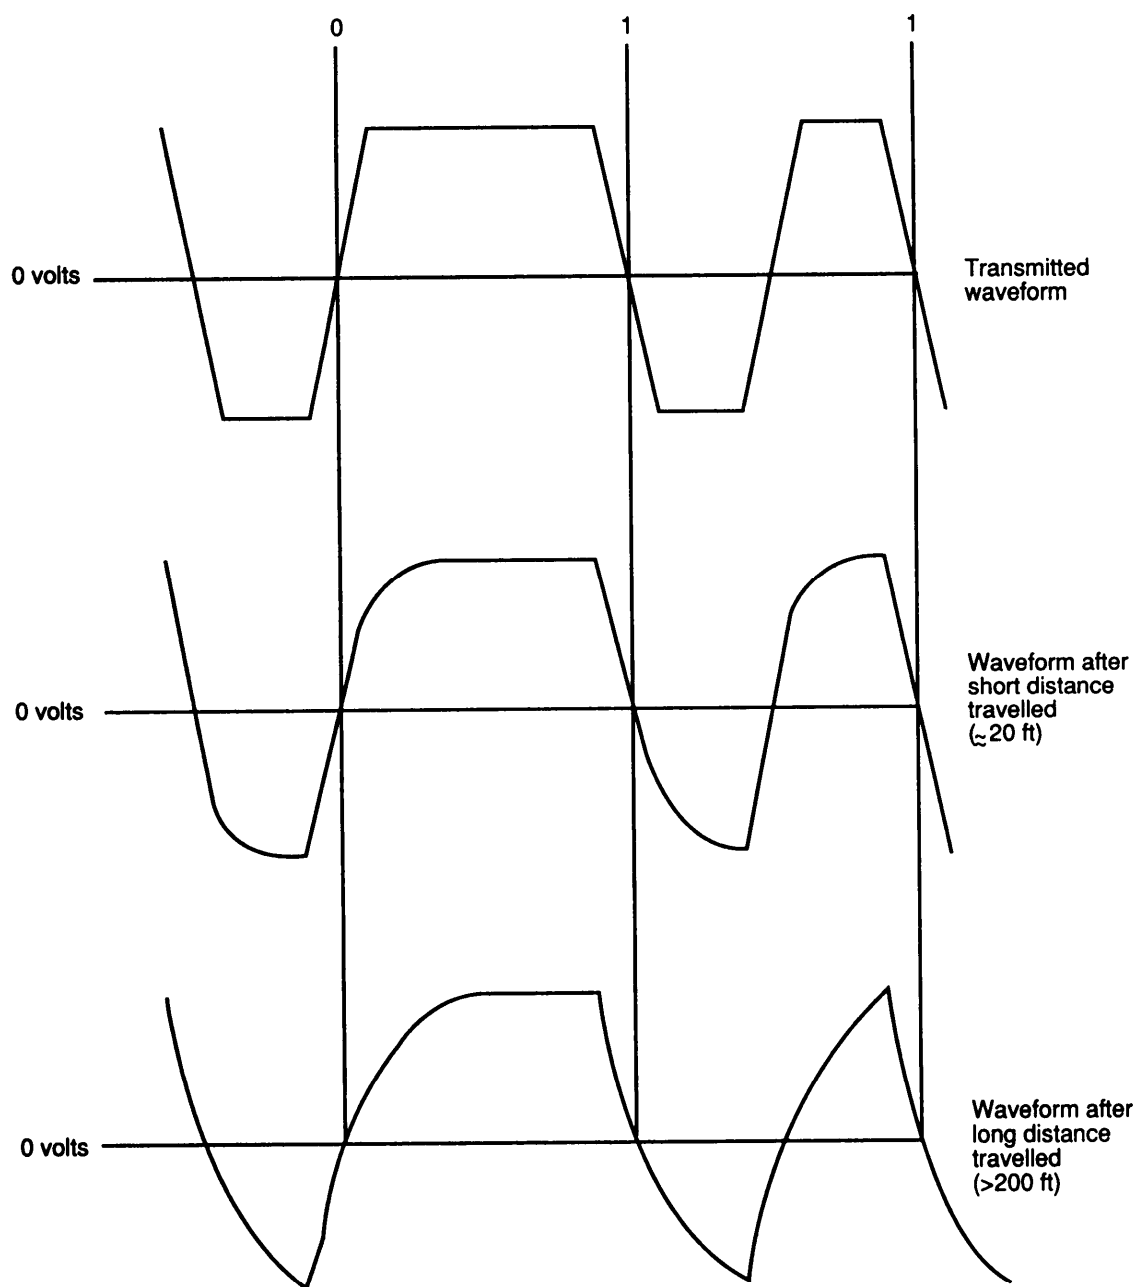 0 1 1
0 volts
Transmitted
waveform
0 volts
Waveform after
short distance
travelled
(≈20 ft)
0 volts
Waveform after
long distance
travelled
(>200 ft)